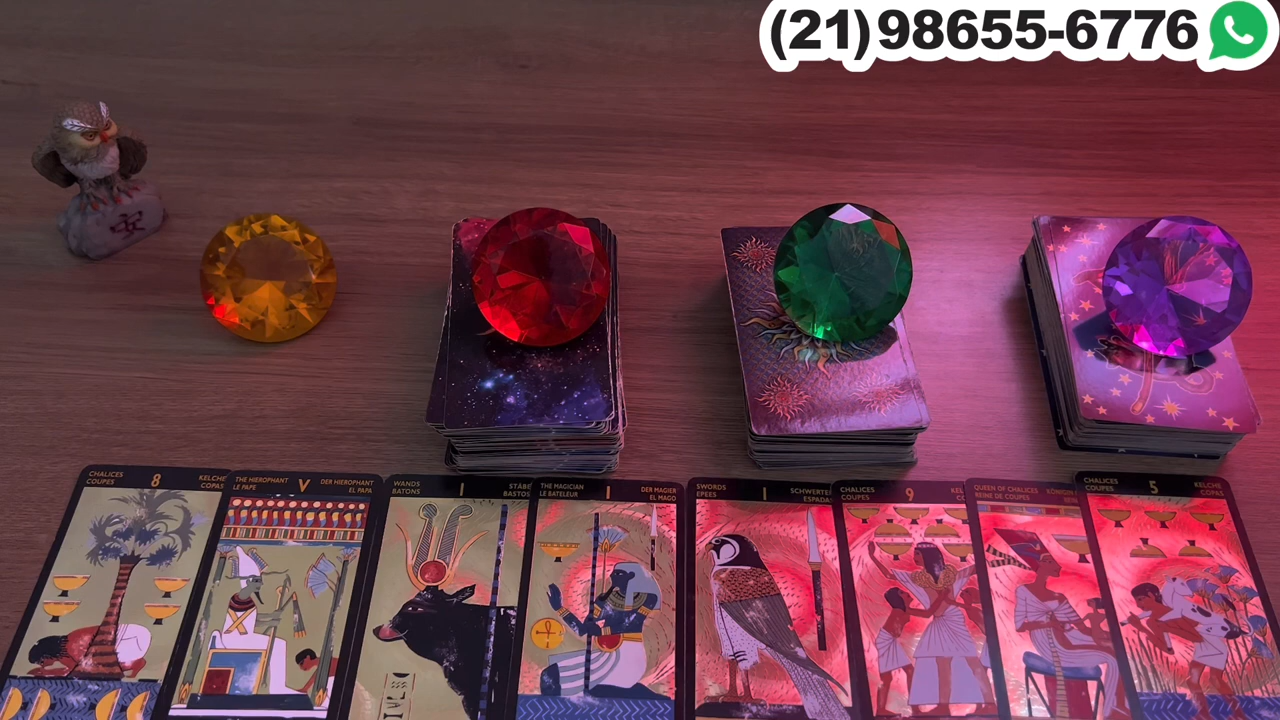 (21)98655-6776
CHALICES
COUPES
8
KELCHE
COPAS
THE HIEROPHANT
LE PAPE
V
DER HIEROPHANT
EL PAPA
WANDS
BATONS
I
STÄBE
BASTOS
THE MAGICIAN
LE BATELEUR
I
DER MAGIER
EL MAGO
SWORDS
EPEES
I
SCHWERTER
ESPADAS
CHALICES
COUPES
9
QUEEN OF CHALICES
REINE DE COUPES
CHALICES
COUPES
5
KELCHE
COPAS